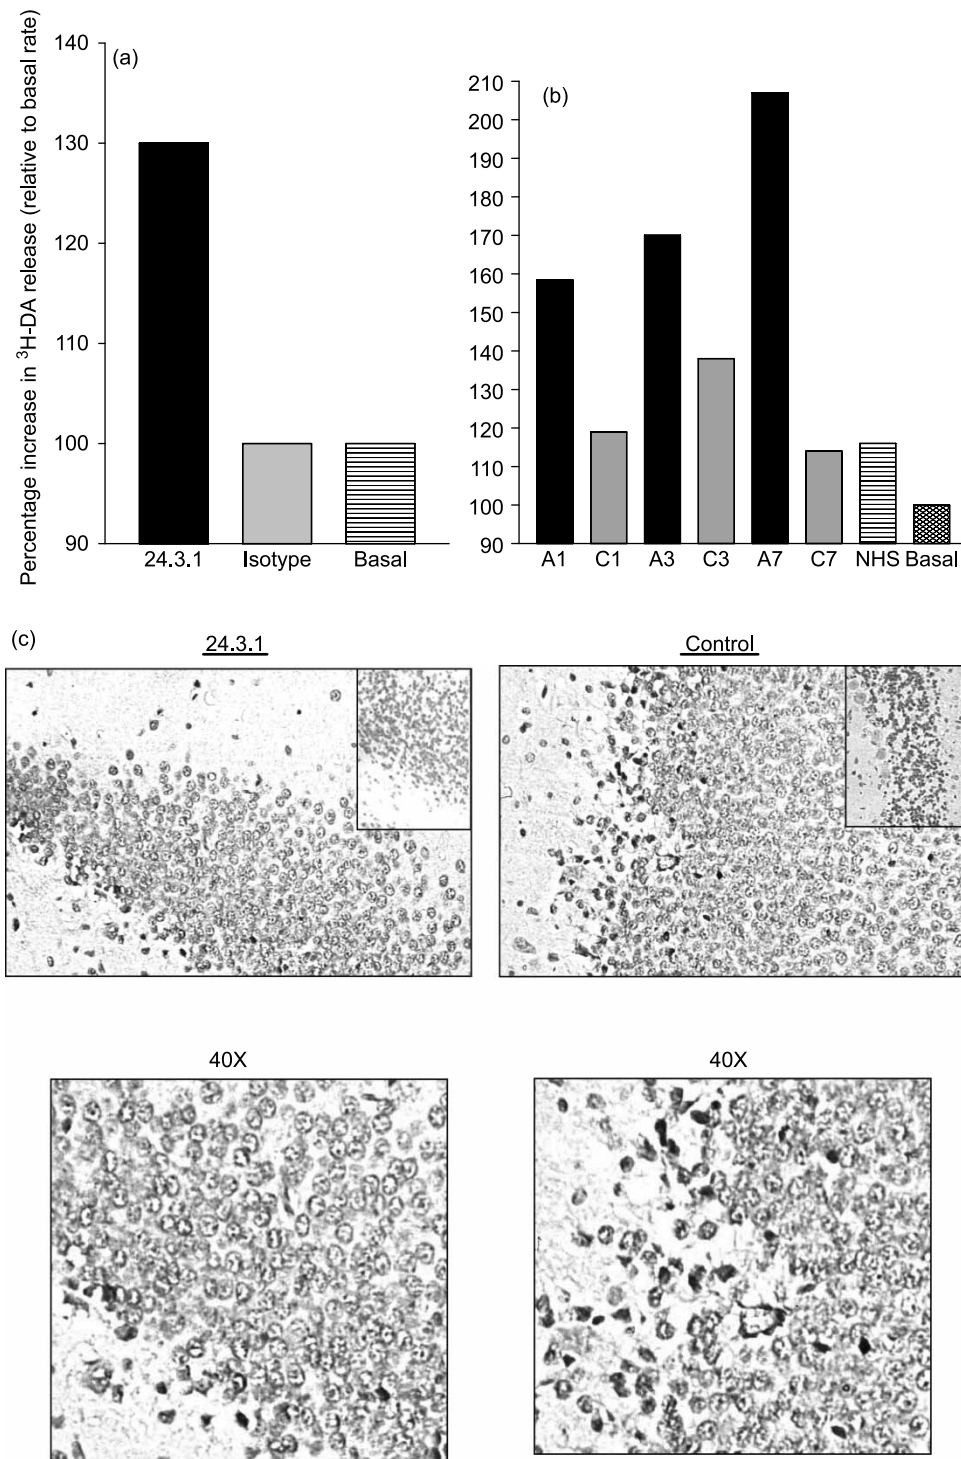 Percentage increase in ³H-DA release (relative to basal rate)
(a)
140
130
120
110
100
90
24.3.1 Isotype Basal
(b)
210
200
190
180
170
160
150
140
130
120
110
100
90
A1 C1 A3 C3 A7 C7 NHS Basal
(c)
24.3.1 Control
40X 40X